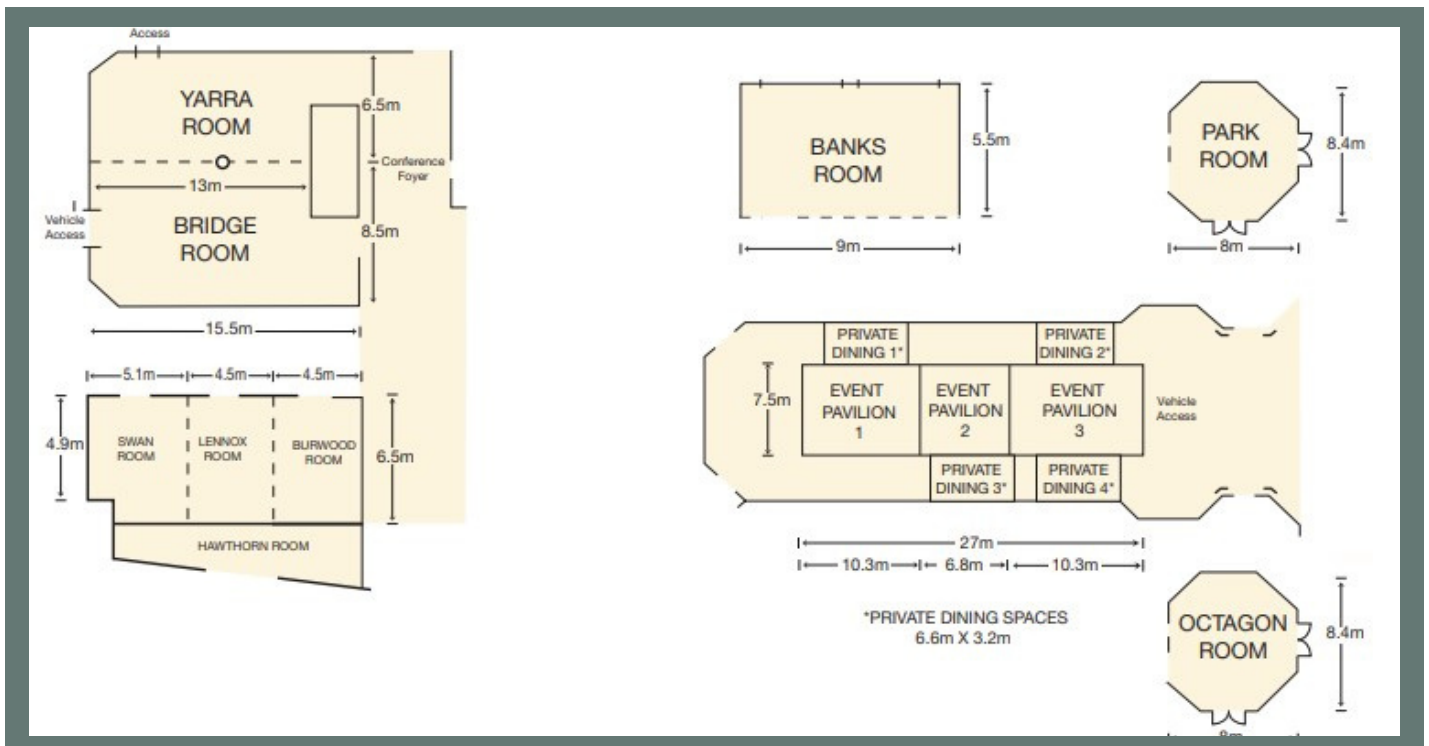 Access
YARRA
ROOM
6.5m
Conference
Foyer
13m
Vehicle
Access
BRIDGE
ROOM
8.5m
15.5m
5.1m
4.5m
4.5m
4.9m
SWAN
ROOM
LENNOX
ROOM
BURWOOD
ROOM
6.5m
HAWTHORN ROOM
BANKS
ROOM
5.5m
9m
PARK
ROOM
8.4m
8m
PRIVATE
DINING 1*
PRIVATE
DINING 2*
7.5m
EVENT
PAVILION
1
EVENT
PAVILION
2
EVENT
PAVILION
3
Vehicle
Access
PRIVATE
DINING 3*
PRIVATE
DINING 4*
27m
10.3m
6.8m
10.3m
*PRIVATE DINING SPACES
6.6m X 3.2m
OCTAGON
ROOM
8.4m
8m